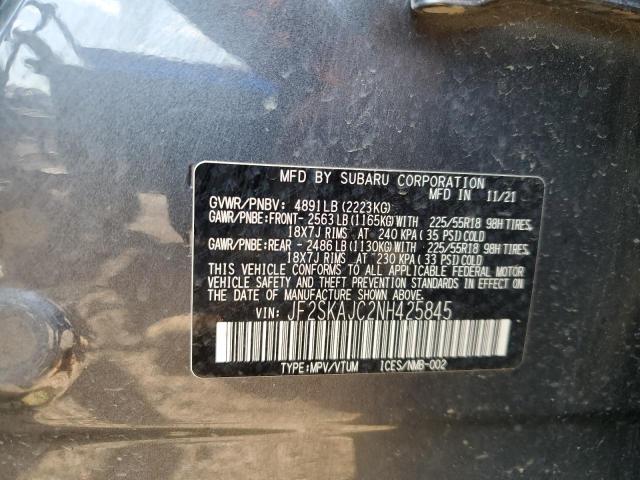 MFD BY SUBARU CORPORATION
MFD IN 11/21
GVWR/PNBV: 4891LB(2223KG)
GAWR/PNBE:FRONT- 2563LB(1165KG)WITH 225/55R18 98H TIRES,
18X7J RIMS AT 240 KPA(35 PSI)COLD
GAWR/PNBE:REAR - 2486LB(1130KG)WITH 225/55R18 98H TIRES,
18X7J RIMS AT 230 KPA(33 PSI)COLD
THIS VEHICLE CONFORMS TO ALL APPLICABLE FEDERAL MOTOR
VEHICLE SAFETY AND THEFT PREVENTION STANDARDS IN EFFECT ON
THE DATE OF MANUFACTURE SHOWN ABOVE.
VIN: JF2SKAJC2NH425845
TYPE:MPV/VTUM ICES/NMB-002